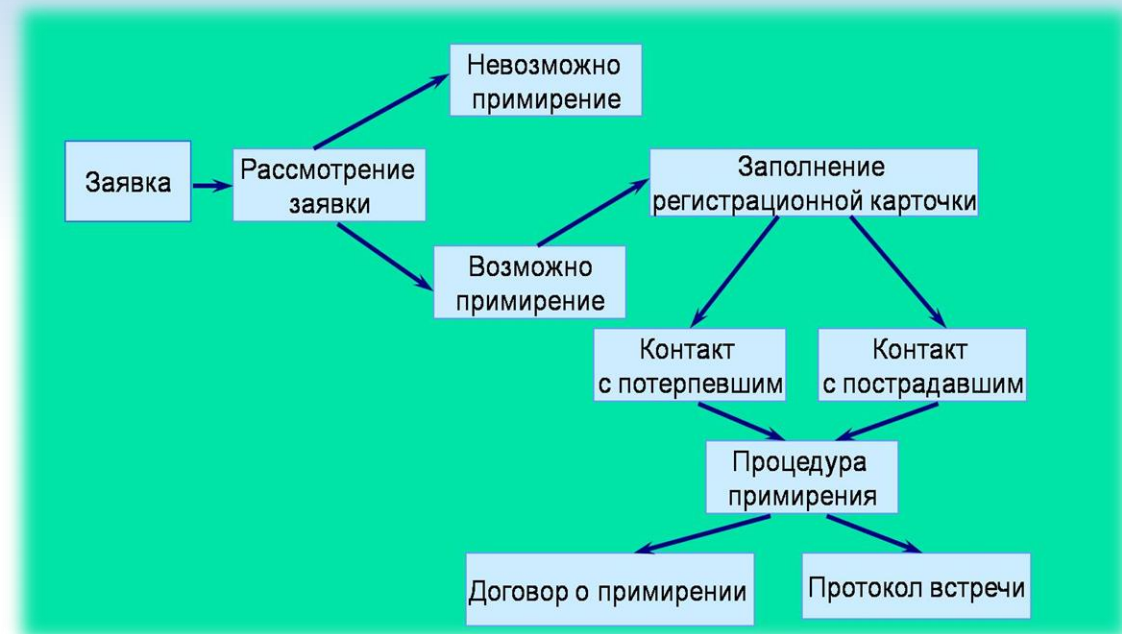 Невозможно
примирение
Заявка
Рассмотрение
заявки
Возможно
примирение
Заполнение
регистрационной карточки
Контакт
с потерпевшим
Контакт
с пострадавшим
Процедура
примирения
Договор о примирении
Протокол встречи